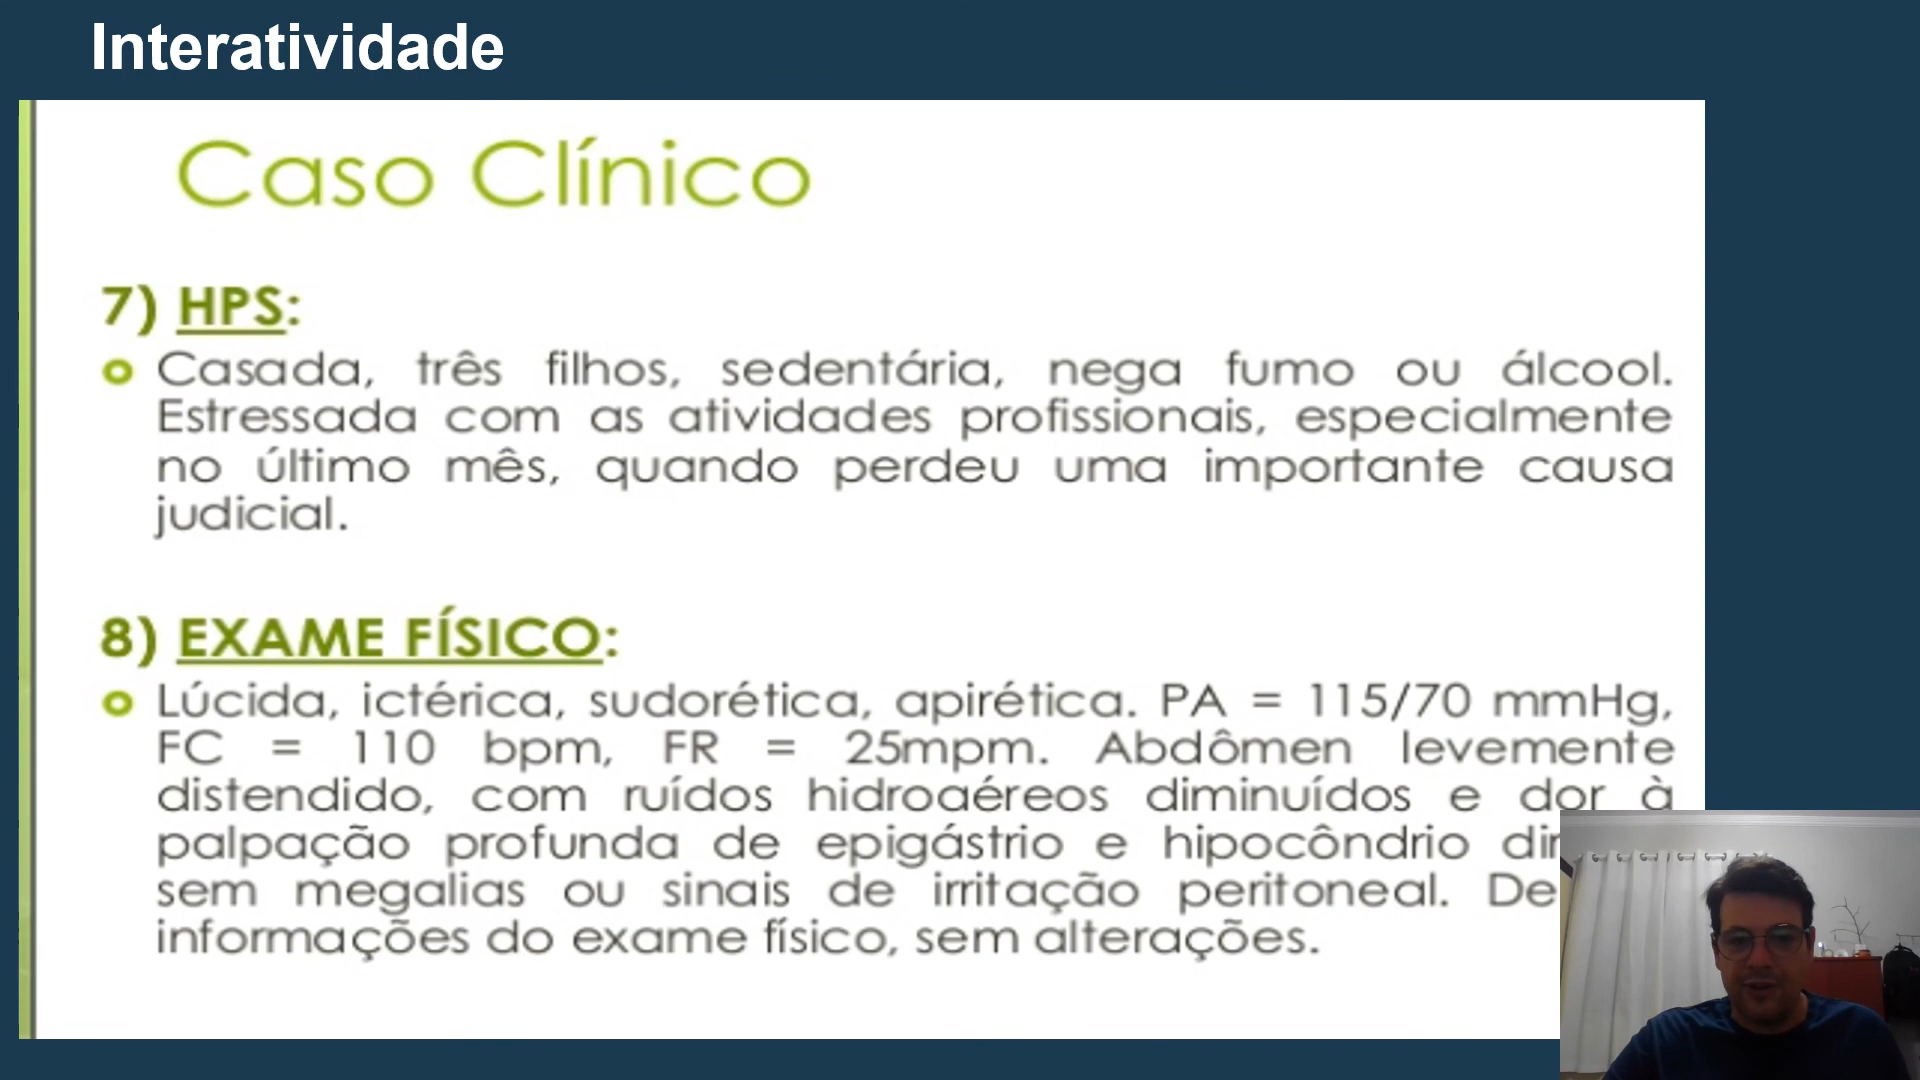 Interatividade
Caso Clínico
7) HPS:
Casada, três filhos, sedentária, nega fumo ou álcool.
Estressada com as atividades profissionais, especialmente
no último mês, quando perdeu uma importante causa
judicial.
8) EXAME FÍSICO:
Lúcida, ictérica, sudorética, apirética. PA = 115/70 mmHg,
FC = 110 bpm, FR = 25mpm. Abdômen levemente
distendido, com ruídos hidroaéreos diminuídos e dor à
palpação profunda de epigástrio e hipocôndrio
sem megalias ou sinais de irritação peritoneal.
informações do exame físico, sem alterações.